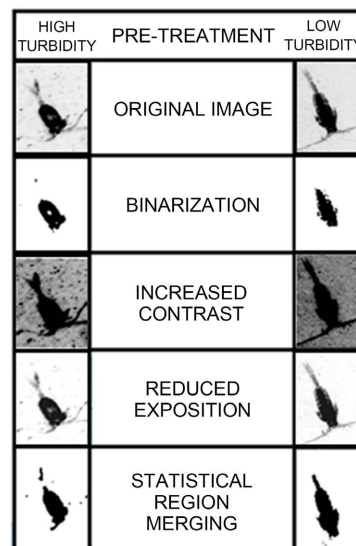 HIGH
TURBIDITY
PRE-TREATMENT
LOW
TURBIDITY
ORIGINAL IMAGE
BINARIZATION
INCREASED
CONTRAST
REDUCED
EXPOSITION
STATISTICAL
REGION
MERGING